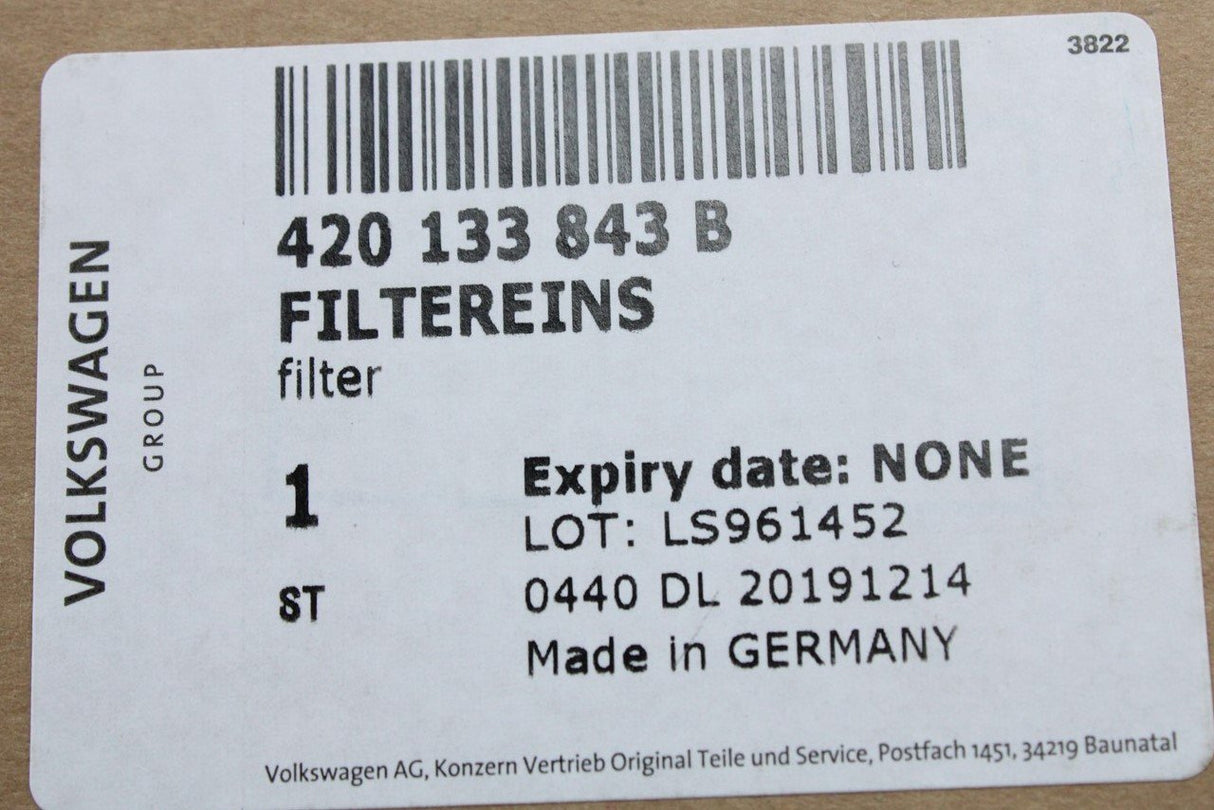 3822
420 133 843 B
FILTEREINS
filter
VOLKSWAGEN
GROUP
1
Expiry date: NONE
LOT: LS961452
ST
0440 DL 20191214
Made in GERMANY
Volkswagen AG, Konzern Vertrieb Original Teile und Service, Postfach 1451, 34219 Baunatal